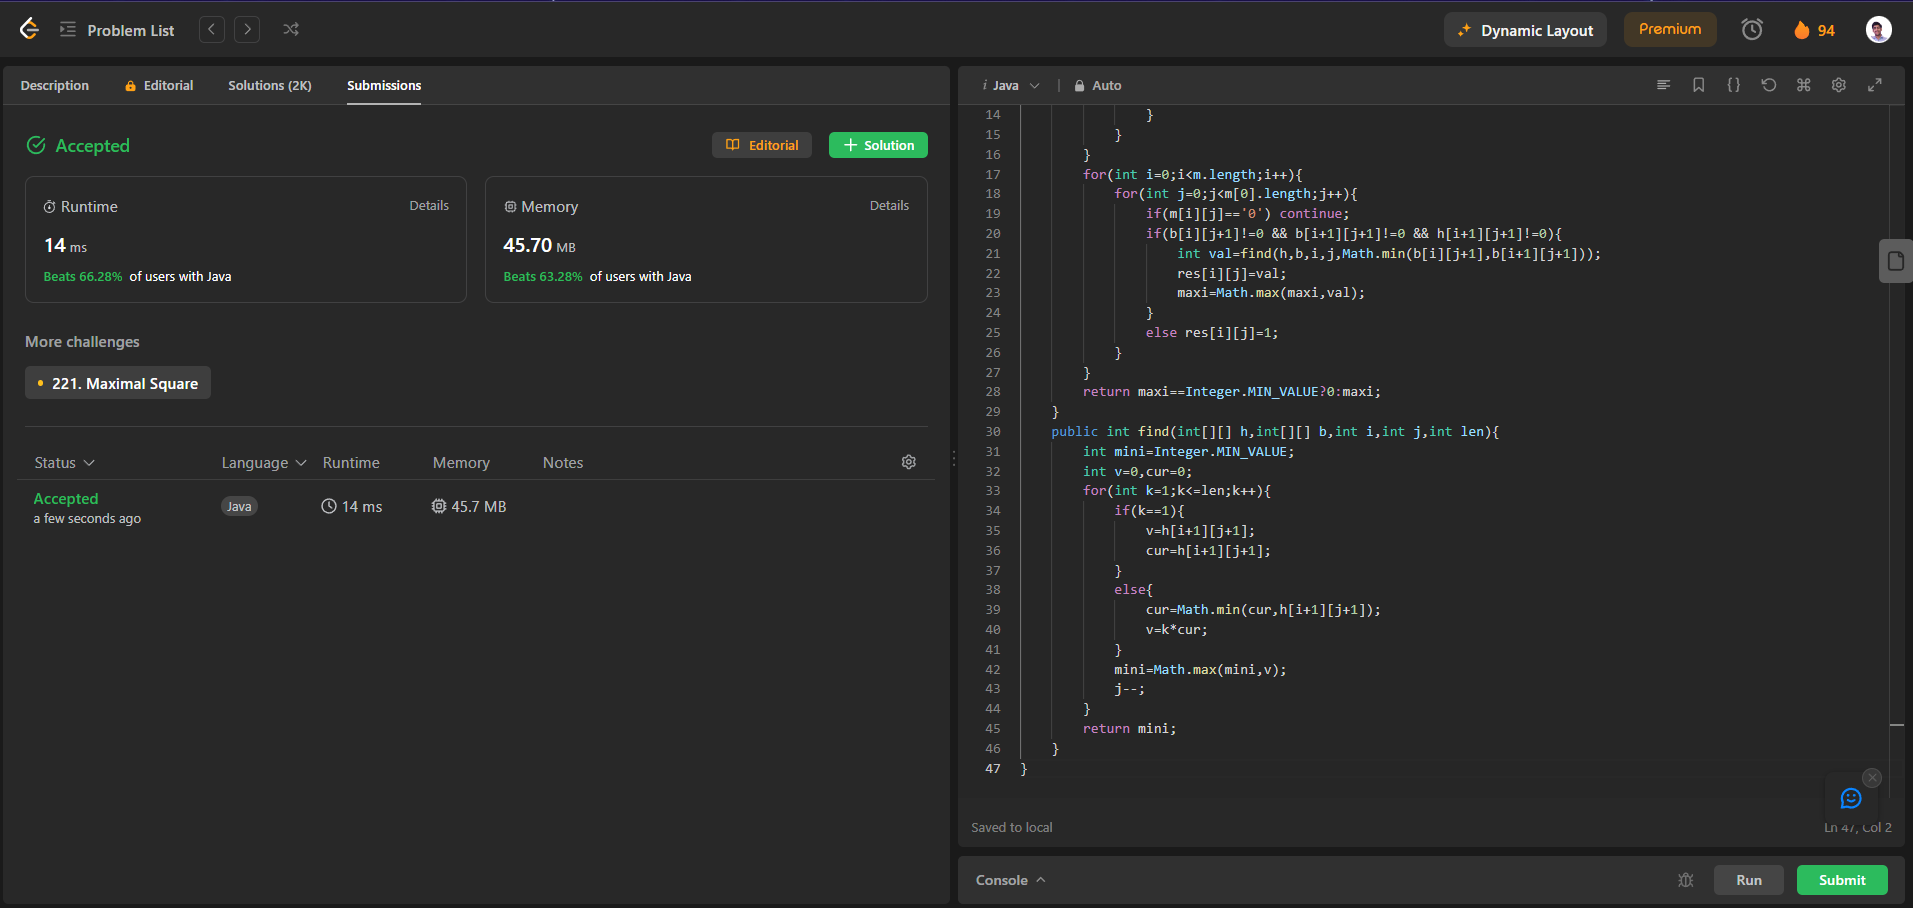 Problem List
Dynamic Layout
Premium
94
Description
Editorial
Solutions (2K)
Submissions
Accepted
Editorial
Solution
Runtime
Details
14 ms
Beats 66.28% of users with Java
Memory
Details
45.70 MB
Beats 63.28% of users with Java
More challenges
221. Maximal Square
Status Language Runtime Memory Notes
Accepted
a few seconds ago
Java
14 ms
45.7 MB
i Java | Auto
14 }
15 }
16 }
17 for(int i=0;i<m.length;i++){
18 for(int j=0;j<m[0].length;j++){
19 if(m[i][j]=='0') continue;
20 if(b[i][j+1]!=0 && b[i+1][j+1]!=0 && h[i+1][j+1]!=0){
21 int val=find(h,b,i,j,Math.min(b[i][j+1],b[i+1][j+1]));
22 res[i][j]=val;
23 maxi=Math.max(maxi,val);
24 }
25 else res[i][j]=1;
26 }
27 }
28 return maxi==Integer.MIN_VALUE?0:maxi;
29 }
30 public int find(int[][] h,int[][] b,int i,int j,int len){
31 int mini=Integer.MIN_VALUE;
32 int v=0,cur=0;
33 for(int k=1;k<=len;k++){
34 if(k==1){
35 v=h[i+1][j+1];
36 cur=h[i+1][j+1];
37 }
38 else{
39 cur=Math.min(cur,h[i+1][j+1]);
40 v=k*cur;
41 }
42 mini=Math.max(mini,v);
43 j--;
44 }
45 return mini;
46 }
47 }
Saved to local
Ln 47, Col 2
Console
Run
Submit